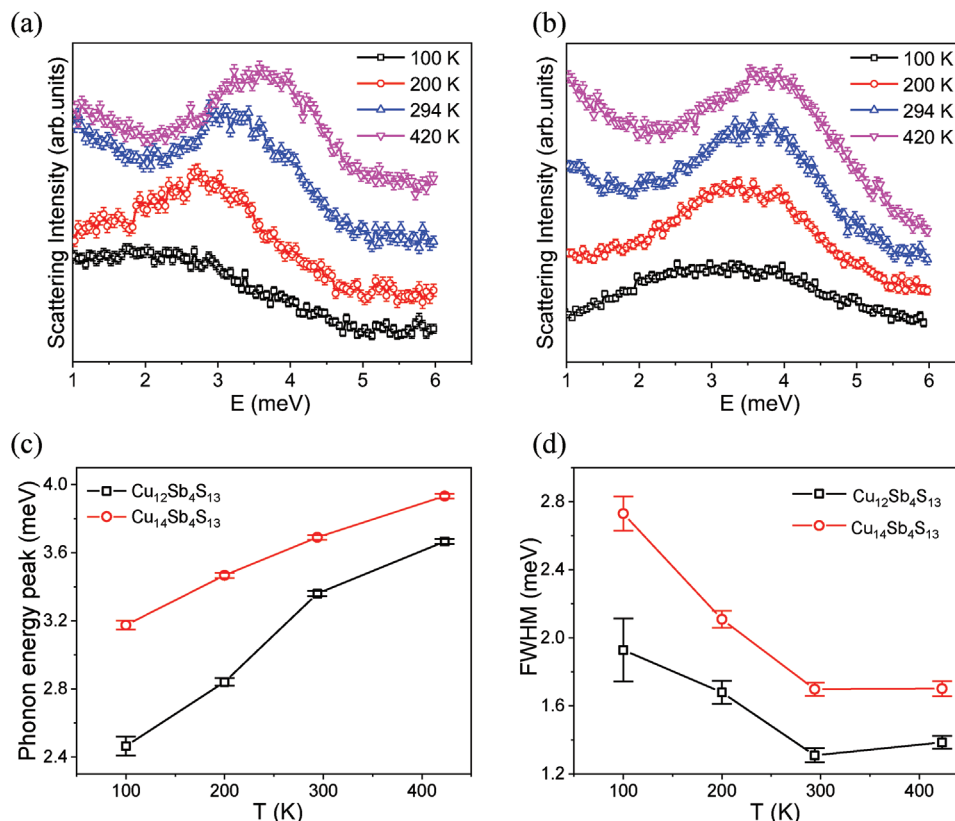 (a)
(b)
100 K
200 K
294 K
420 K
Scattering Intensity (arb.units)
1 2 3 4 5 6
E (meV)
100 K
200 K
294 K
420 K
Scattering Intensity (arb.units)
1 2 3 4 5 6
E (meV)
(c)
(d)
Cu₁₂Sb₄S₁₃
Cu₁₄Sb₄S₁₃
Phonon energy peak (meV)
4.0
3.6
3.2
2.8
2.4
100 200 300 400
T (K)
Cu₁₂Sb₄S₁₃
Cu₁₄Sb₄S₁₃
FWHM (meV)
2.8
2.4
2.0
1.6
1.2
100 200 300 400
T (K)